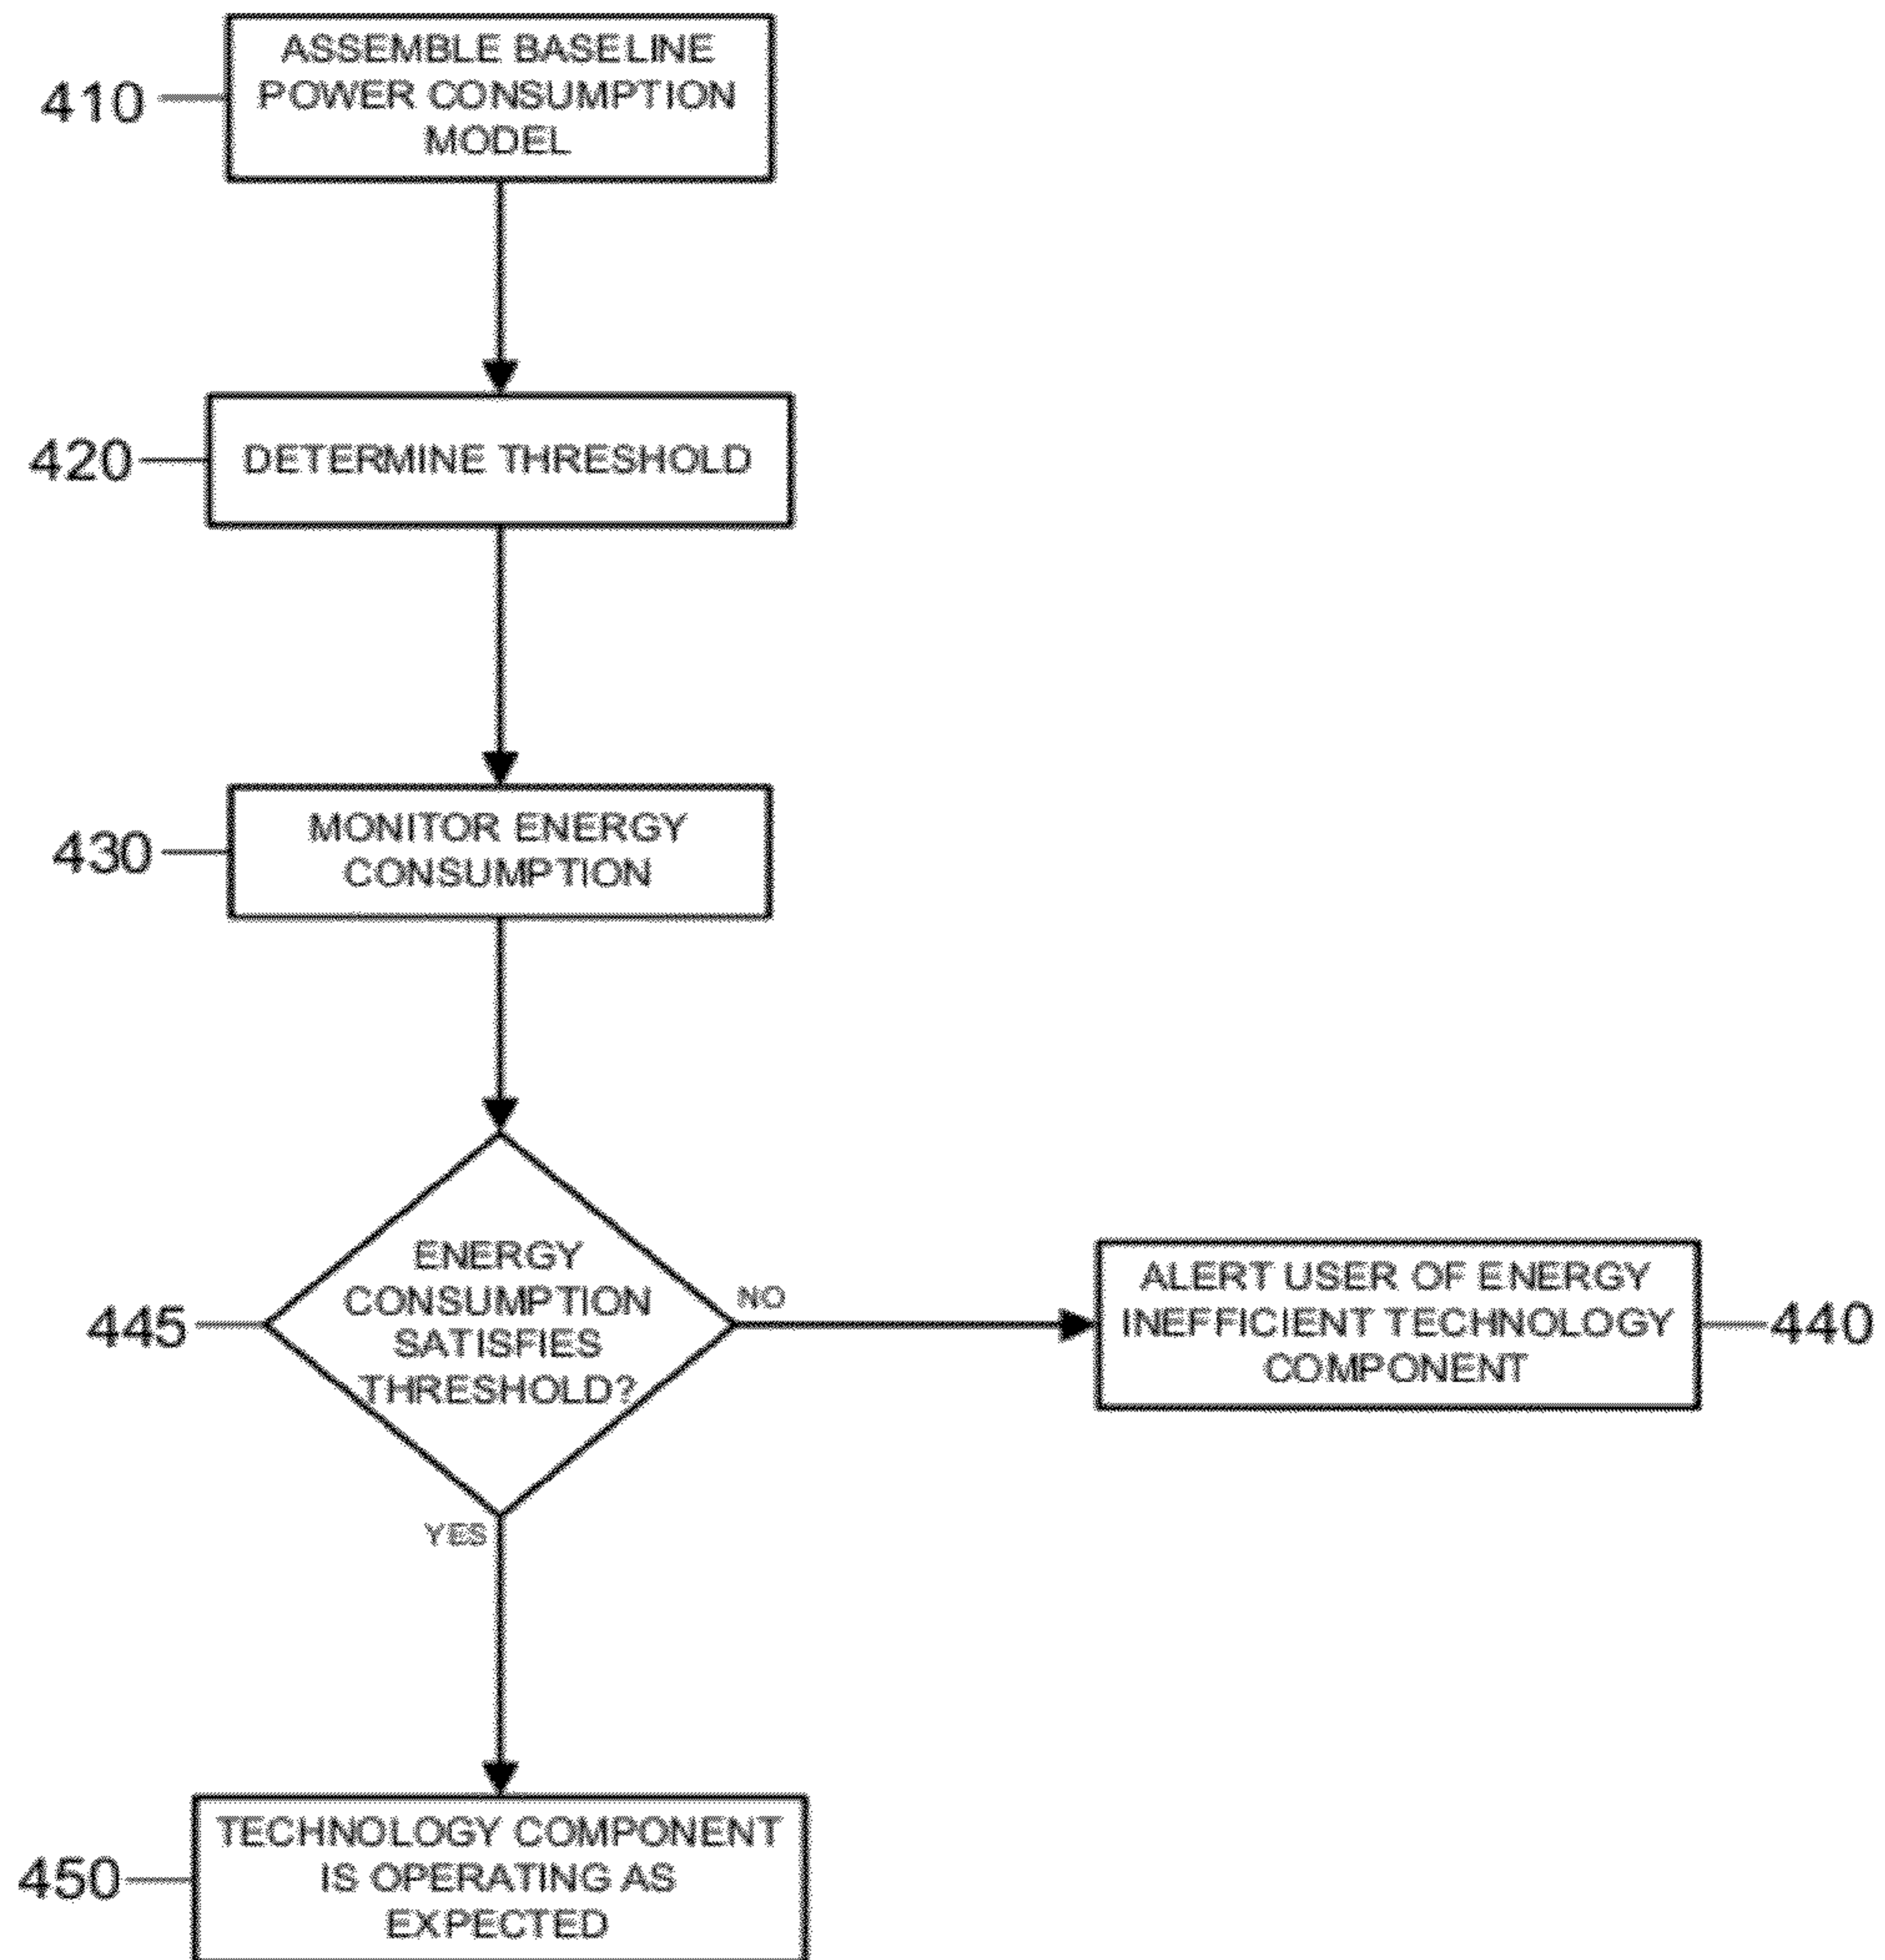 410
ASSEMBLE BASELINE
POWER CONSUMPTION
MODEL
420
DETERMINE THRESHOLD
430
MONITOR ENERGY
CONSUMPTION
445
ENERGY
CONSUMPTION
SATISFIES
THRESHOLD?
NO
ALERT USER OF ENERGY
INEFFICIENT TECHNOLOGY
COMPONENT
440
YES
450
TECHNOLOGY COMPONENT
IS OPERATING AS
EXPECTED